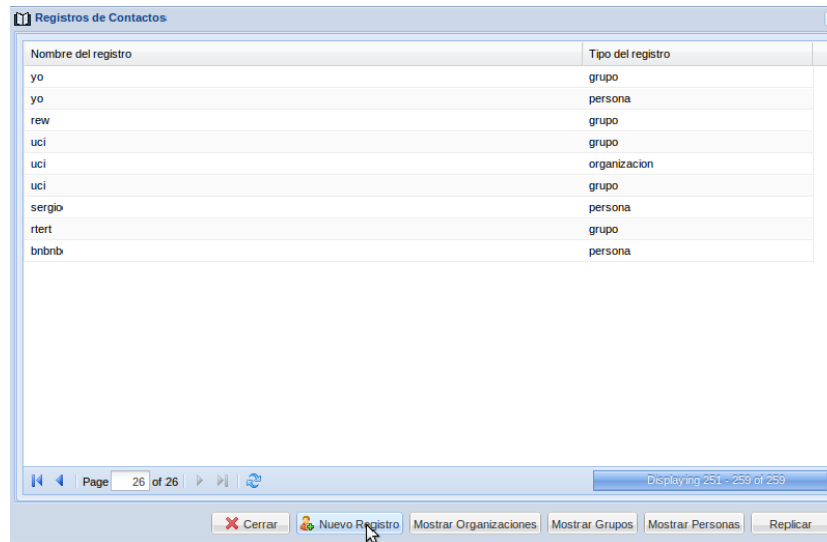 Registros de Contactos
Nombre del registro Tipo del registro
yo grupo
yo persona
rew grupo
uci grupo
uci organizacion
uci grupo
sergio persona
rtert grupo
bnbnb persona
Page 26 of 26 Displaying 251 - 259 of 259
Cerrar Nuevo Registro Mostrar Organizaciones Mostrar Grupos Mostrar Personas Replicar